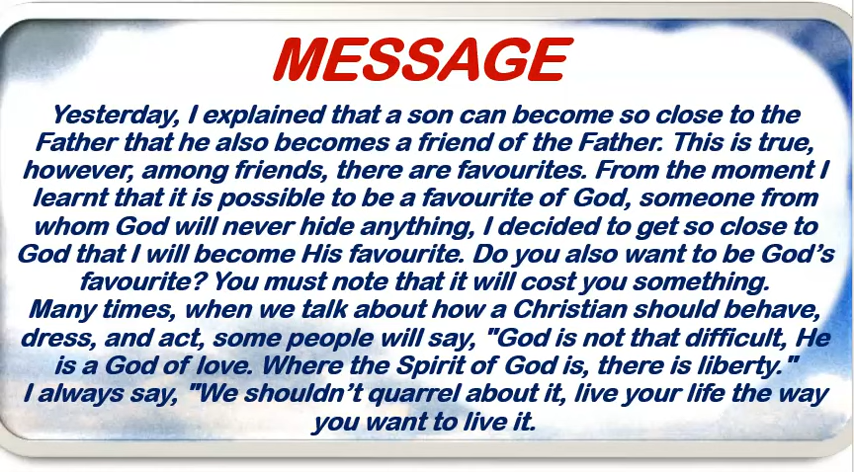 MESSAGE
Yesterday, I explained that a son can become so close to the
Father that he also becomes a friend of the Father. This is true,
however, among friends, there are favourites. From the moment I
learnt that it is possible to be a favourite of God, someone from
whom God will never hide anything, I decided to get so close to
God that I will become His favourite. Do you also want to be God’s
favourite? You must note that it will cost you something.
Many times, when we talk about how a Christian should behave,
dress, and act, some people will say, "God is not that difficult, He
is a God of love. Where the Spirit of God is, there is liberty."
I always say, "We shouldn’t quarrel about it, live your life the way
you want to live it.